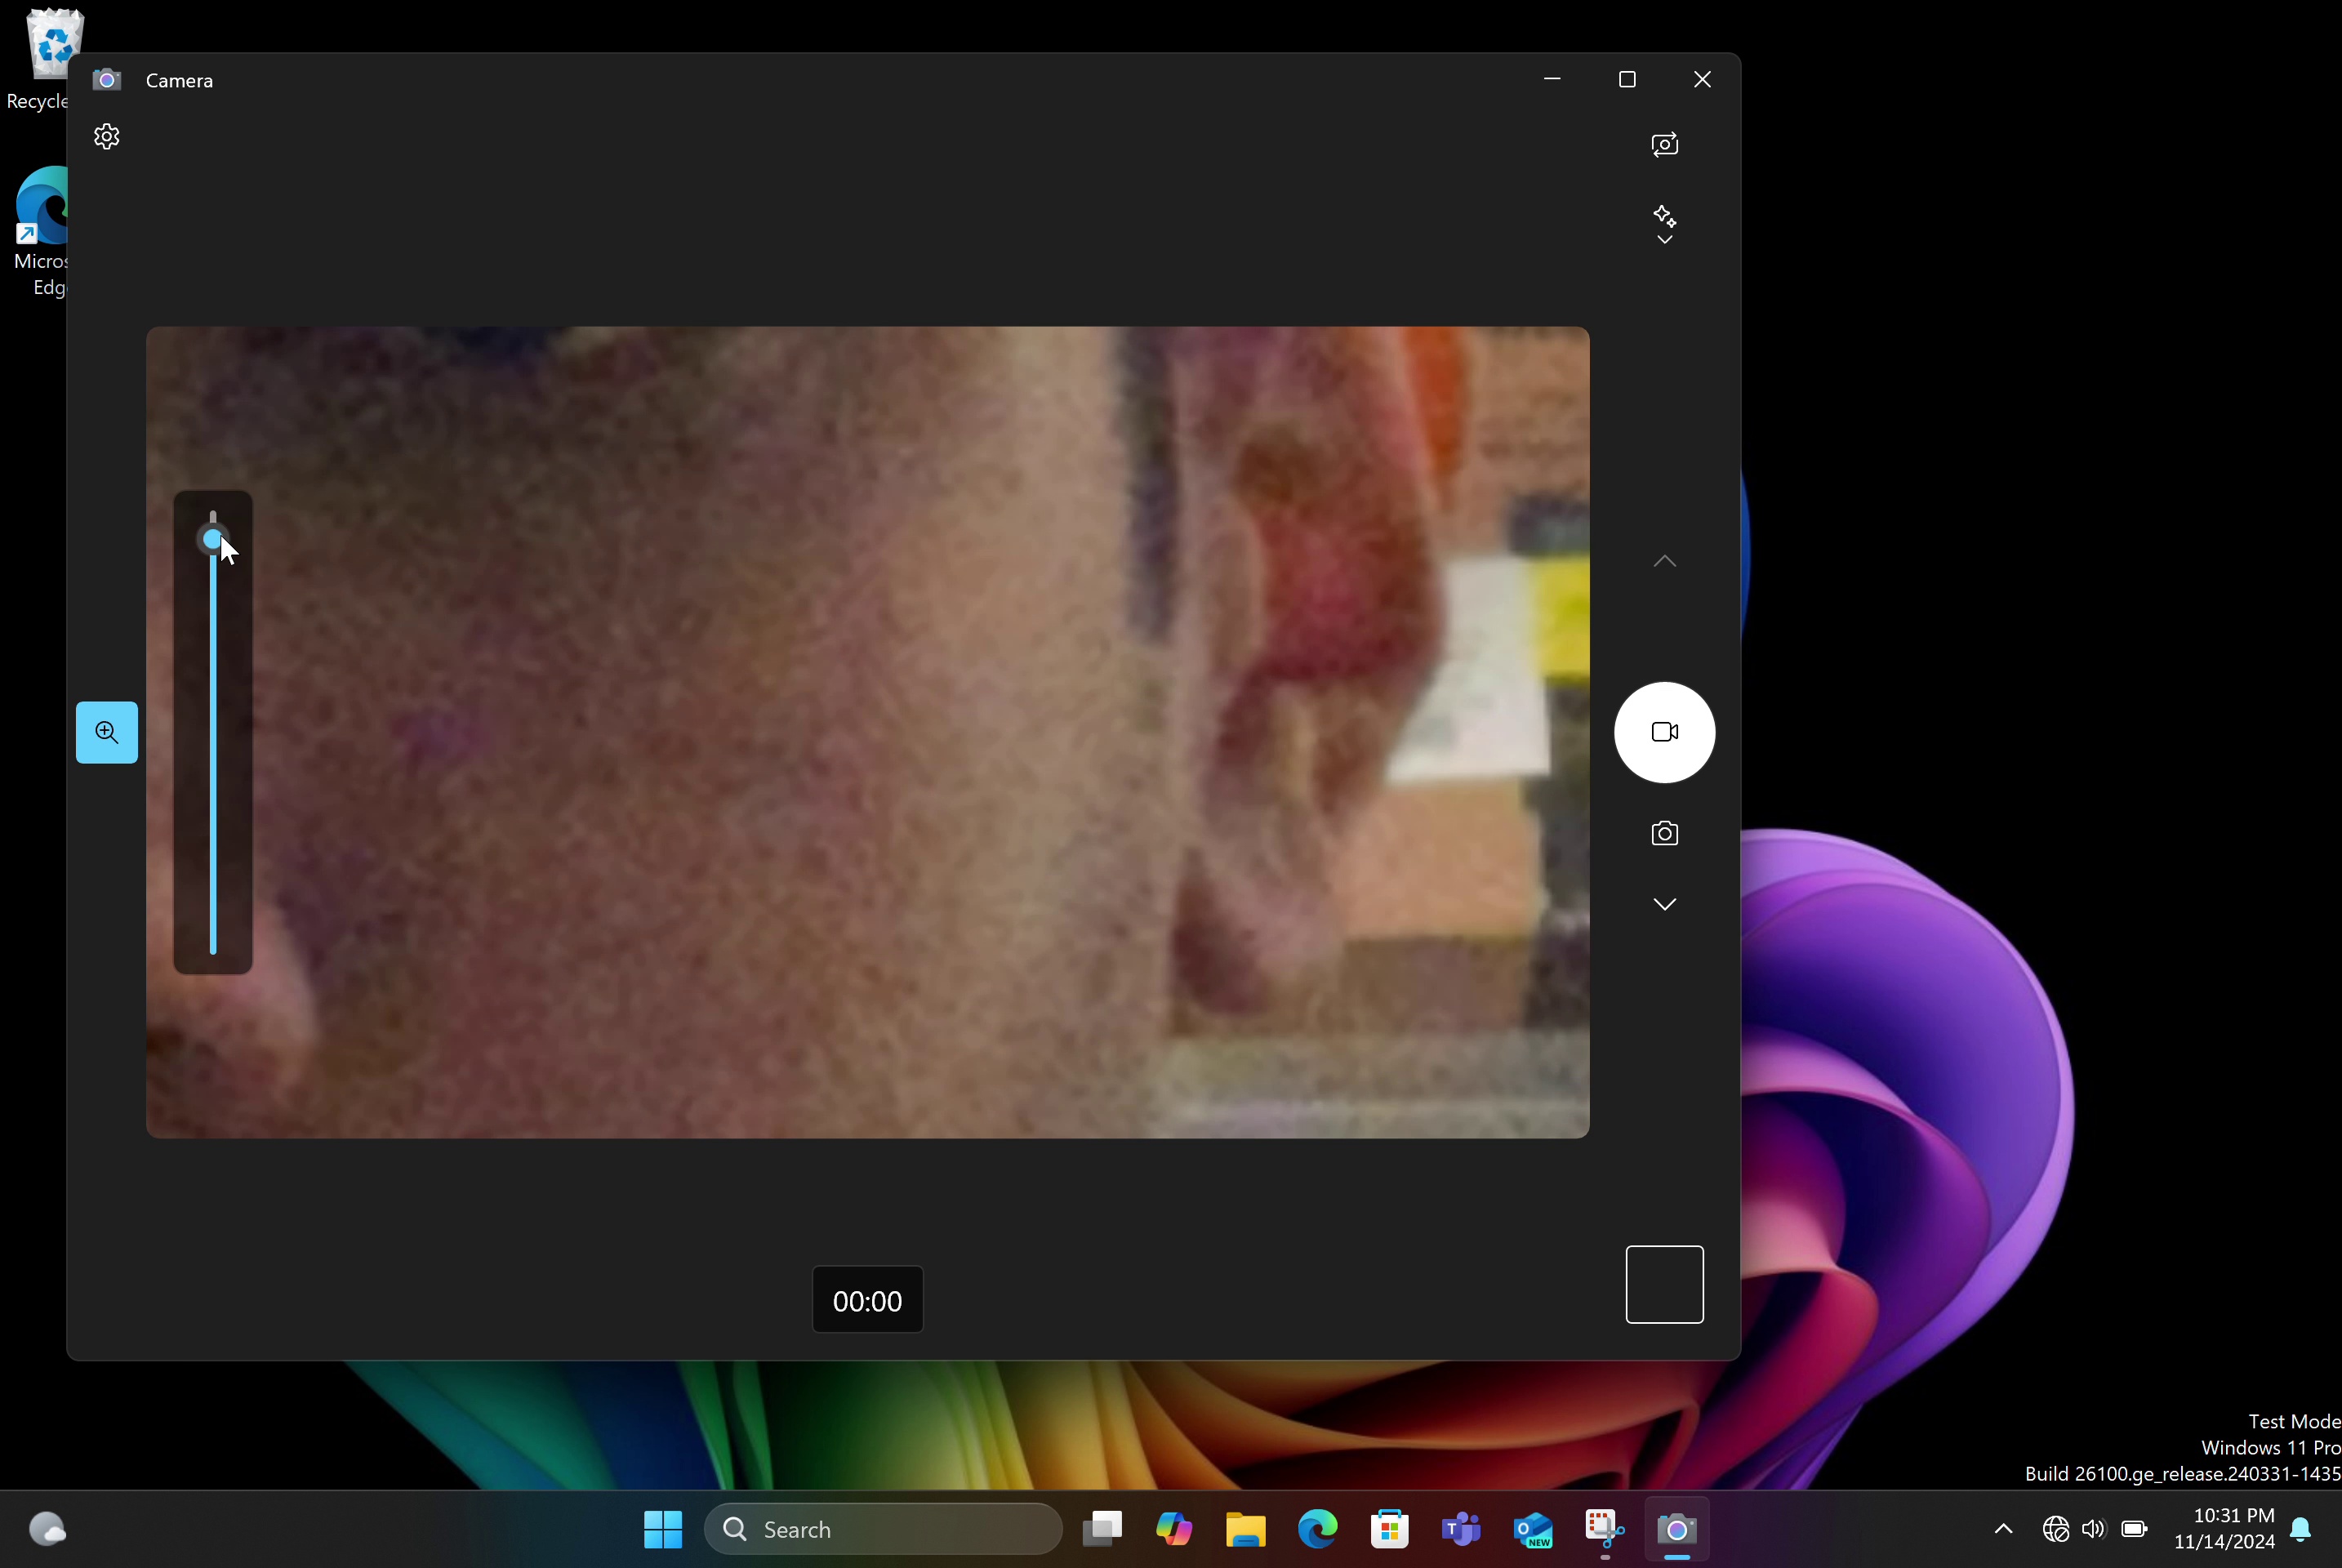 Recycle
Micros
Edg
Camera
00:00
Test Mode
Windows 11 Pro
Build 26100.ge_release.240331-1435
Search
T
O
NEW
10:31 PM
11/14/2024